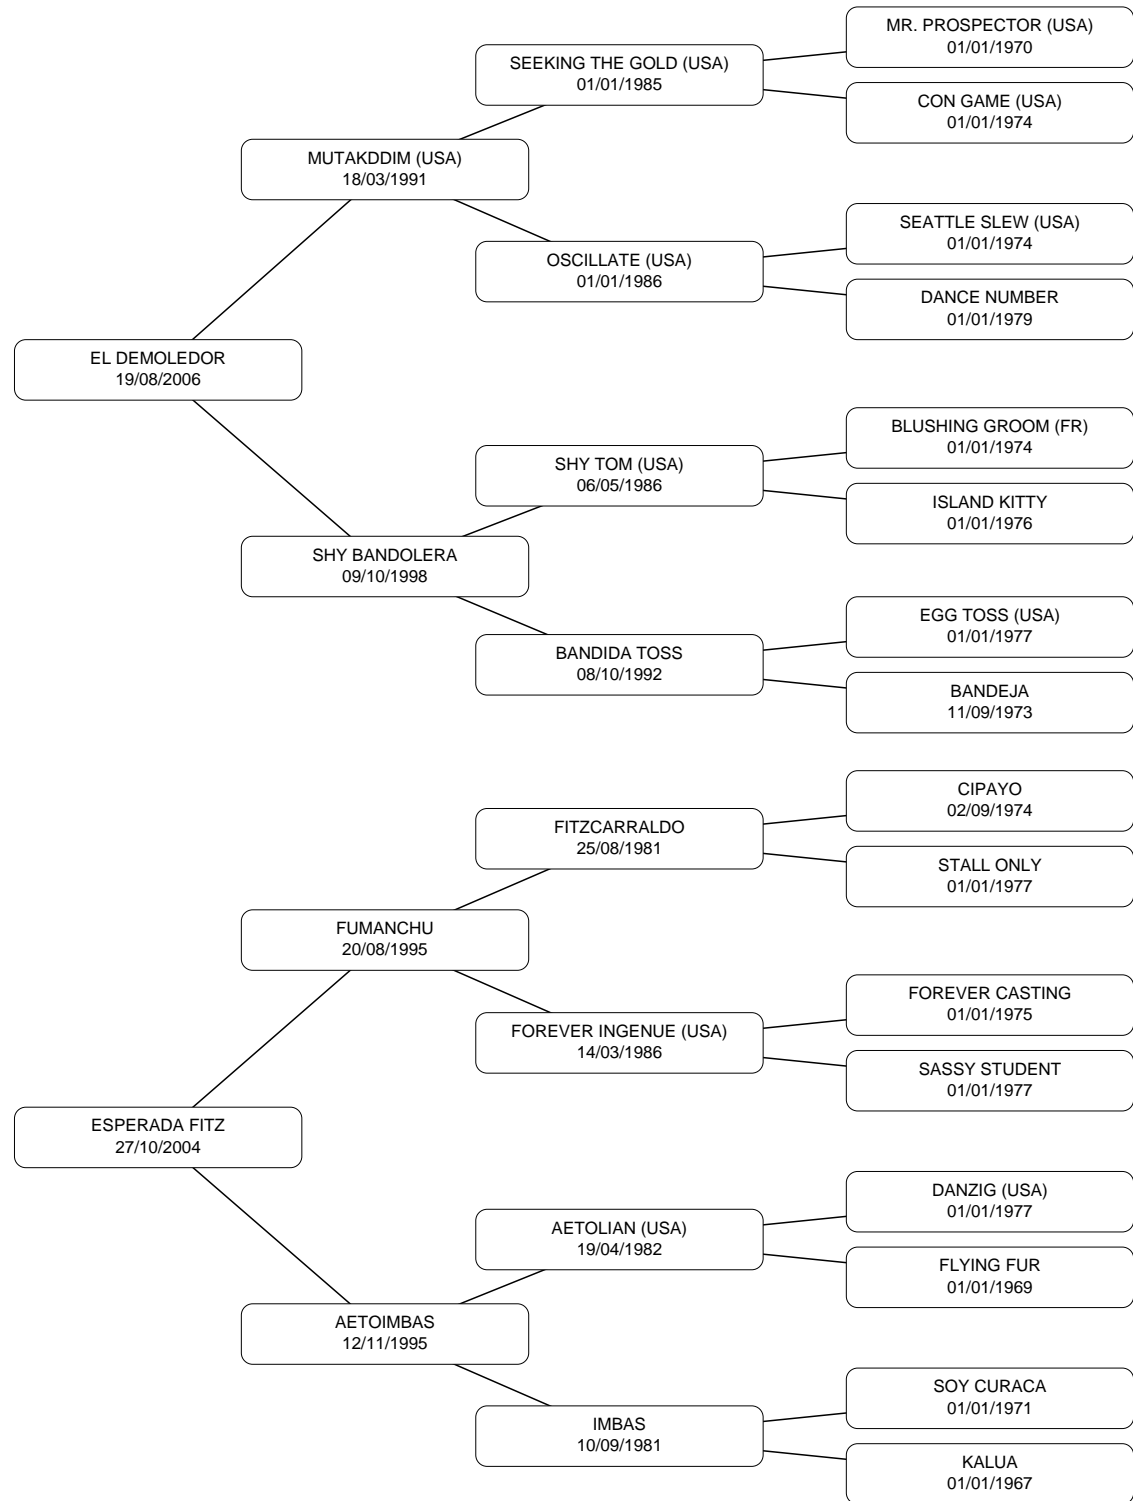 MR. PROSPECTOR (USA)
01/01/1970
SEEKING THE GOLD (USA)
01/01/1985
CON GAME (USA)
01/01/1974
MUTAKDDIM (USA)
18/03/1991
SEATTLE SLEW (USA)
01/01/1974
OSCILLATE (USA)
01/01/1986
DANCE NUMBER
01/01/1979
EL DEMOLEDOR
19/08/2006
BLUSHING GROOM (FR)
01/01/1974
SHY TOM (USA)
06/05/1986
ISLAND KITTY
01/01/1976
SHY BANDOLERA
09/10/1998
EGG TOSS (USA)
01/01/1977
BANDIDA TOSS
08/10/1992
BANDEJA
11/09/1973
CIPAYO
02/09/1974
FITZCARRALDO
25/08/1981
STALL ONLY
01/01/1977
FUMANCHU
20/08/1995
FOREVER CASTING
01/01/1975
FOREVER INGENUE (USA)
14/03/1986
SASSY STUDENT
01/01/1977
ESPERADA FITZ
27/10/2004
DANZIG (USA)
01/01/1977
AETOLIAN (USA)
19/04/1982
FLYING FUR
01/01/1969
AETOIMBAS
12/11/1995
SOY CURACA
01/01/1971
IMBAS
10/09/1981
KALUA
01/01/1967